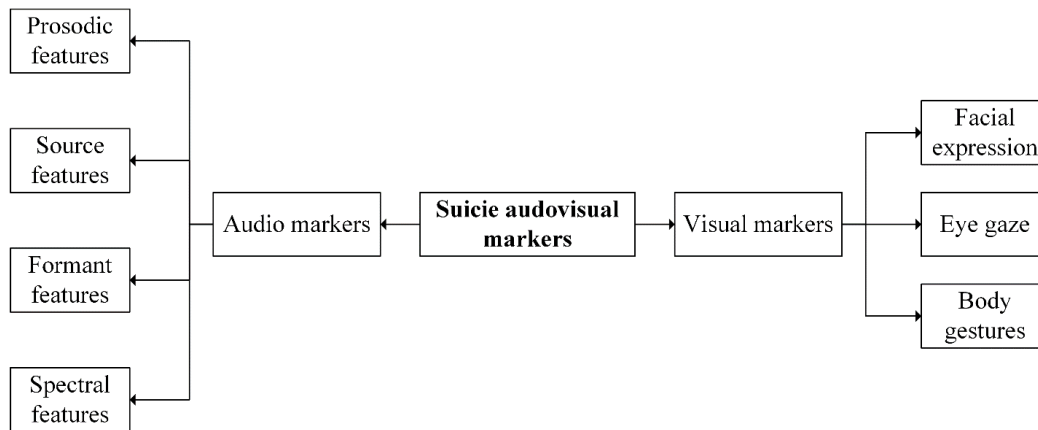 Prosodic
features
Source
features
Formant
features
Spectral
features
Audio markers
Suicie audovisual
markers
Visual markers
Facial
expression
Eye gaze
Body
gestures